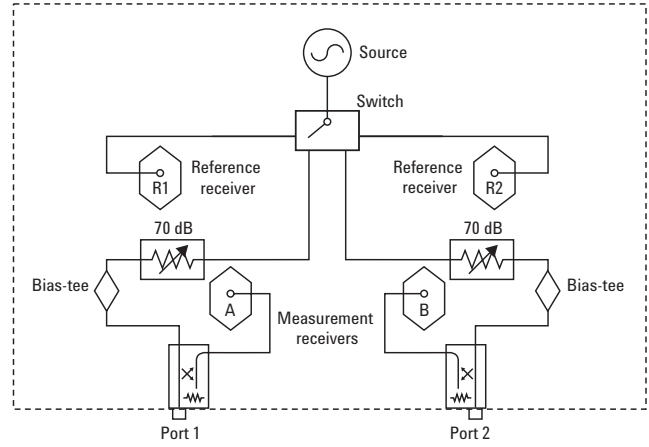 Source
Switch
Reference
receiver
R1
Reference
receiver
R2
70 dB
70 dB
Bias-tee
Bias-tee
A
Measurement
receivers
B
Port 1
Port 2